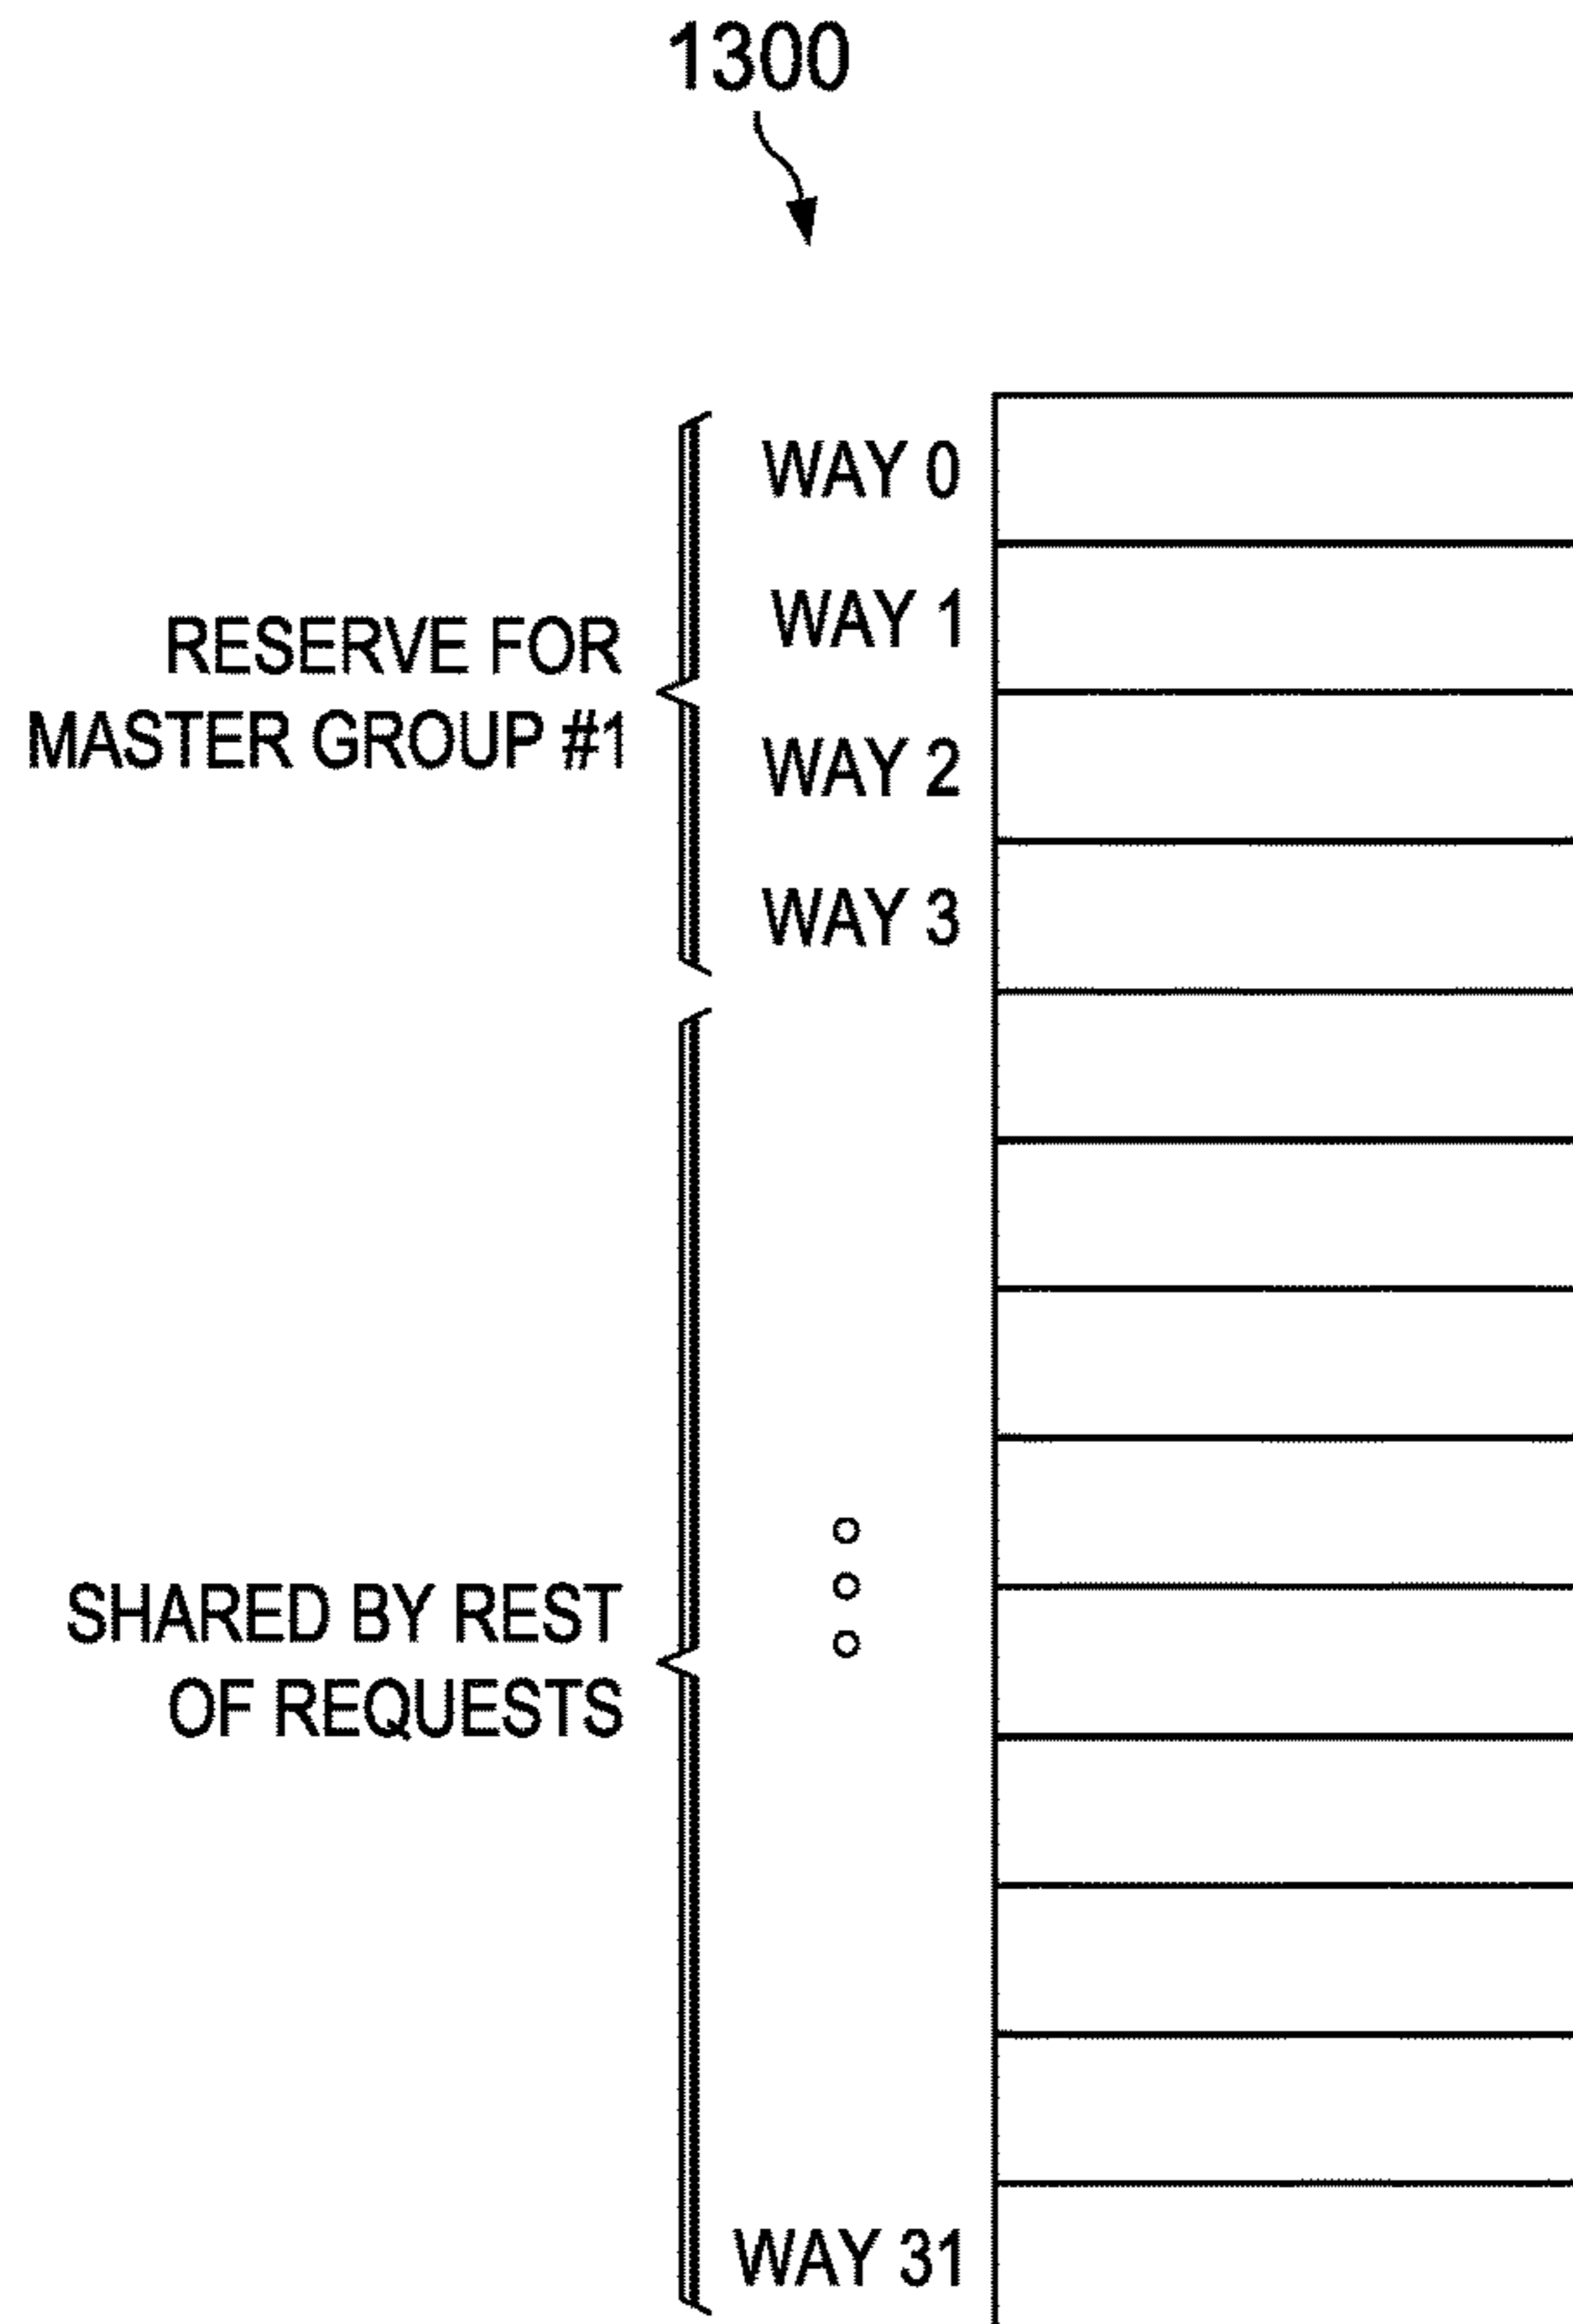 1300
WAY 0
WAY 1
RESERVE FOR
MASTER GROUP #1
WAY 2
WAY 3
SHARED BY REST
OF REQUESTS
WAY 31